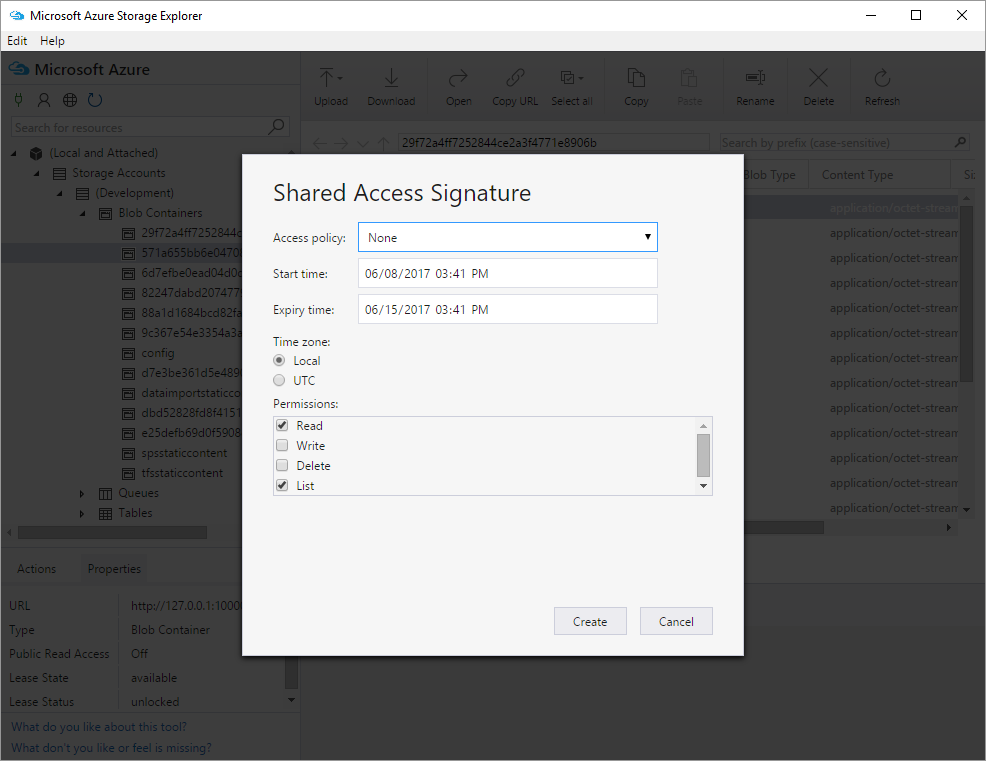 Microsoft Azure Storage Explorer
Edit Help
Microsoft Azure
Upload Download Open Copy URL Select all Copy Paste Rename Delete Refresh
Search for resources
29f72a4ff7252844ce2a3f4771e8906b
Search by prefix (case-sensitive)
(Local and Attached)
Storage Accounts
(Development)
Blob Containers
29f72a4ff7252844c
571a655bb6e0470
6d7efbe0ead04d0c
82247dabd207477
88a1d1684bcd82fa
9c367e54e3354a3a
config
d7e3be361d5e489
dataimportstaticco
dbd52828fd8f4151
e25defb69d0f5908
spsstaticcontent
tfsstaticcontent
Queues
Tables
Blob Type Content Type Si
application/octet-stream
application/octet-stream
application/octet-stream
application/octet-stream
application/octet-stream
application/octet-stream
application/octet-stream
application/octet-stream
application/octet-stream
application/octet-stream
application/octet-stream
application/octet-stream
application/octet-stream
Shared Access Signature
Access policy: None
Start time: 06/08/2017 03:41 PM
Expiry time: 06/15/2017 03:41 PM
Time zone:
Local
UTC
Permissions:
Read
Write
Delete
List
Create Cancel
Actions Properties
URL http://127.0.0.1:1000
Type Blob Container
Public Read Access Off
Lease State available
Lease Status unlocked
What do you like about this tool?
What don't you like or feel is missing?